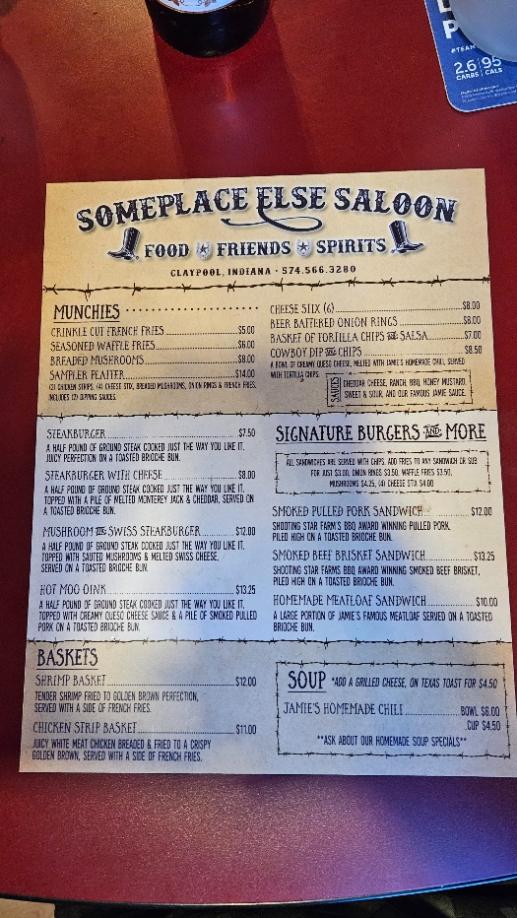 2.6 95
CARBS CALS
SOMEPLACE ELSE SALOON
FOOD FRIENDS SPIRITS
CLAYPOOL, INDIANA · 574.566.3280
MUNCHIES
CRINKLE CUT FRENCH FRIES $5.00
SEASONED WAFFLE FRIES $6.00
BREADED MUSHROOMS $8.00
SAMPLER PLATTER $14.00
(2) CHICKEN STRIPS, (4) CHEESE STIX, BREADED MUSHROOMS, ONION RINGS & FRENCH FRIES.
INCLUDES (2) DIPPING SAUCES.
CHEESE STIX (6) $8.00
BEER BATTERED ONION RINGS $8.00
BASKET OF TORTILLA CHIPS AND SALSA $7.00
COWBOY DIP AND CHIPS $8.50
A BOWL OF CREAMY QUESO CHEESE, MELTED WITH JAMIE'S HOMEMADE CHILI, SERVED
WITH TORTILLA CHIPS.
SAUCES
CHEDDAR CHEESE, RANCH, BBQ, HONEY MUSTARD,
SWEET & SOUR, AND OUR FAMOUS JAMIE SAUCE.
STEAKBURGER $7.50
A HALF POUND OF GROUND STEAK COOKED JUST THE WAY YOU LIKE IT.
JUICY PERFECTION ON A TOASTED BRIOCHE BUN.
STEAKBURGER WITH CHEESE $8.00
A HALF POUND OF GROUND STEAK COOKED JUST THE WAY YOU LIKE IT,
TOPPED WITH A PILE OF MELTED MONTEREY JACK & CHEDDAR, SERVED ON
A TOASTED BRIOCHE BUN.
MUSHROOM AND SWISS STEAKBURGER $12.00
A HALF POUND OF GROUND STEAK COOKED JUST THE WAY YOU LIKE IT,
TOPPED WITH SAUTED MUSHROOMS & MELTED SWISS CHEESE,
SERVED ON A TOASTED BRIOCHE BUN.
HOT MOO OINK $13.25
A HALF POUND OF GROUND STEAK COOKED JUST THE WAY YOU LIKE IT,
TOPPED WITH CREAMY QUESO CHEESE SAUCE & A PILE OF SMOKED PULLED
PORK ON A TOASTED BRIOCHE BUN.
SIGNATURE BURGERS AND MORE
ALL SANDWICHES ARE SERVED WITH CHIPS. ADD FRIES TO ANY SANDWICH OR SUB
FOR JUST $3.00, ONION RINGS $3.50, WAFFLE FRIES $3.50,
MUSHROOMS $4.25, (4) CHEESE STIX $4.00
SMOKED PULLED PORK SANDWICH $12.00
SHOOTING STAR FARM'S BBQ AWARD WINNING PULLED PORK,
PILED HIGH ON A TOASTED BRIOCHE BUN.
SMOKED BEEF BRISKET SANDWICH $13.25
SHOOTING STAR FARMS BBQ AWARD WINNING SMOKED BEEF BRISKET,
PILED HIGH ON A TOASTED BRIOCHE BUN.
HOMEMADE MEATLOAF SANDWICH $10.00
A LARGE PORTION OF JAMIE'S FAMOUS MEATLOAF SERVED ON A TOASTED
BRIOCHE BUN.
BASKETS
SHRIMP BASKET $12.00
TENDER SHRIMP FRIED TO GOLDEN BROWN PERFECTION,
SERVED WITH A SIDE OF FRENCH FRIES.
CHICKEN STRIP BASKET $11.00
JUICY WHITE MEAT CHICKEN BREADED & FRIED TO A CRISPY
GOLDEN BROWN, SERVED WITH A SIDE OF FRENCH FRIES.
SOUP *ADD A GRILLED CHEESE, ON TEXAS TOAST FOR $4.50
JAMIE'S HOMEMADE CHILI BOWL $6.00
CUP $4.50
**ASK ABOUT OUR HOMEMADE SOUP SPECIALS**